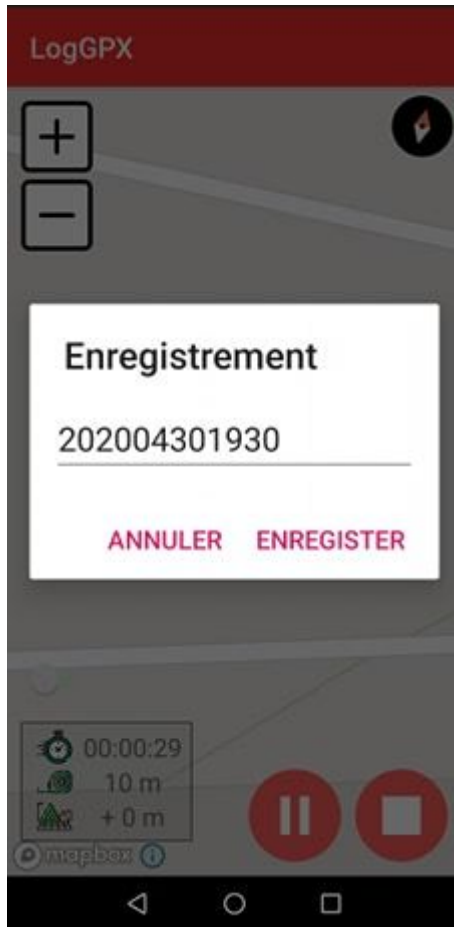 LogGPX
Enregistrement
202004301930
ANNULER ENREGISTER
00:00:29
10 m
+ 0 m
mapbox